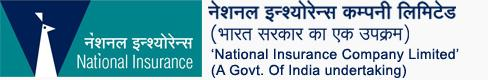 नेशनल इन्श्योरेन्स
National Insurance
नेशनल इन्श्योरेन्स कम्पनी लिमिटेड
(भारत सरकार का एक उपक्रम)
‘National Insurance Company Limited’
(A Govt. Of India undertaking)